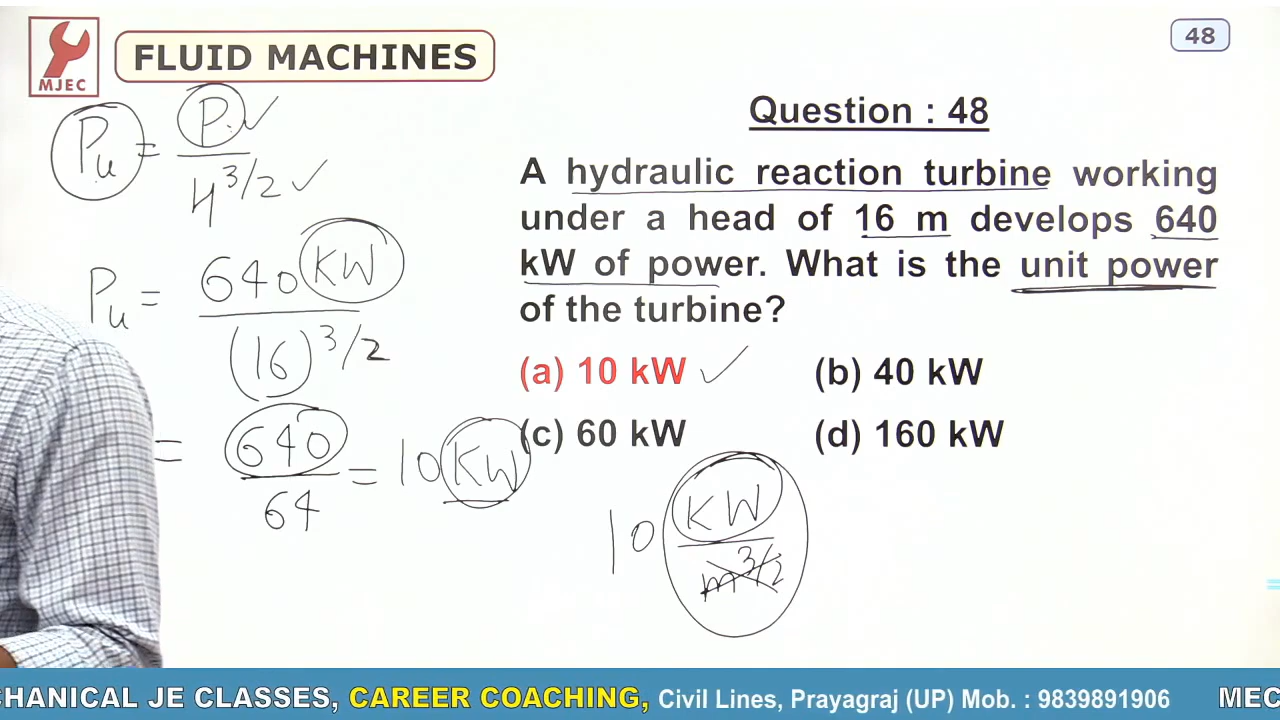 MJEC
FLUID MACHINES
48
Question : 48
A hydraulic reaction turbine working
under a head of 16 m develops 640
kW of power. What is the unit power
of the turbine?
(a) 10 kW ✓
(b) 40 kW
(c) 60 kW
(d) 160 kW
Pu = P ✓ / H^3/2 ✓
Pu = 640 KW / (16)^3/2
= 640 / 64 = 10 KW
10 KW / m^3/2
CHANICAL JE CLASSES, CAREER COACHING, Civil Lines, Prayagraj (UP) Mob. : 9839891906 MEC